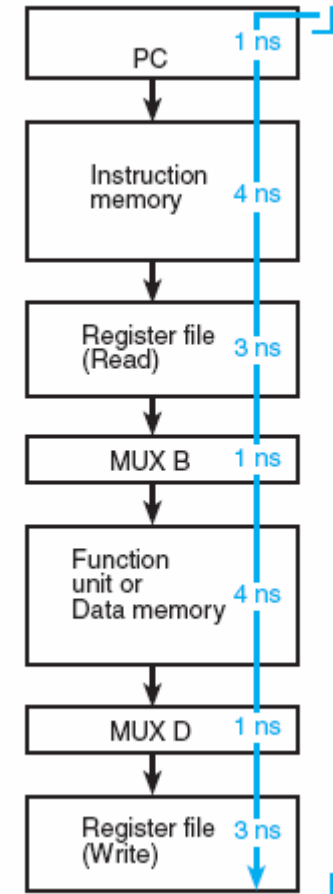 1 ns
PC
Instruction
memory
4 ns
Register file
(Read)
3 ns
MUX B
1 ns
Function
unit or
Data memory
4 ns
MUX D
1 ns
Register file
(Write)
3 ns